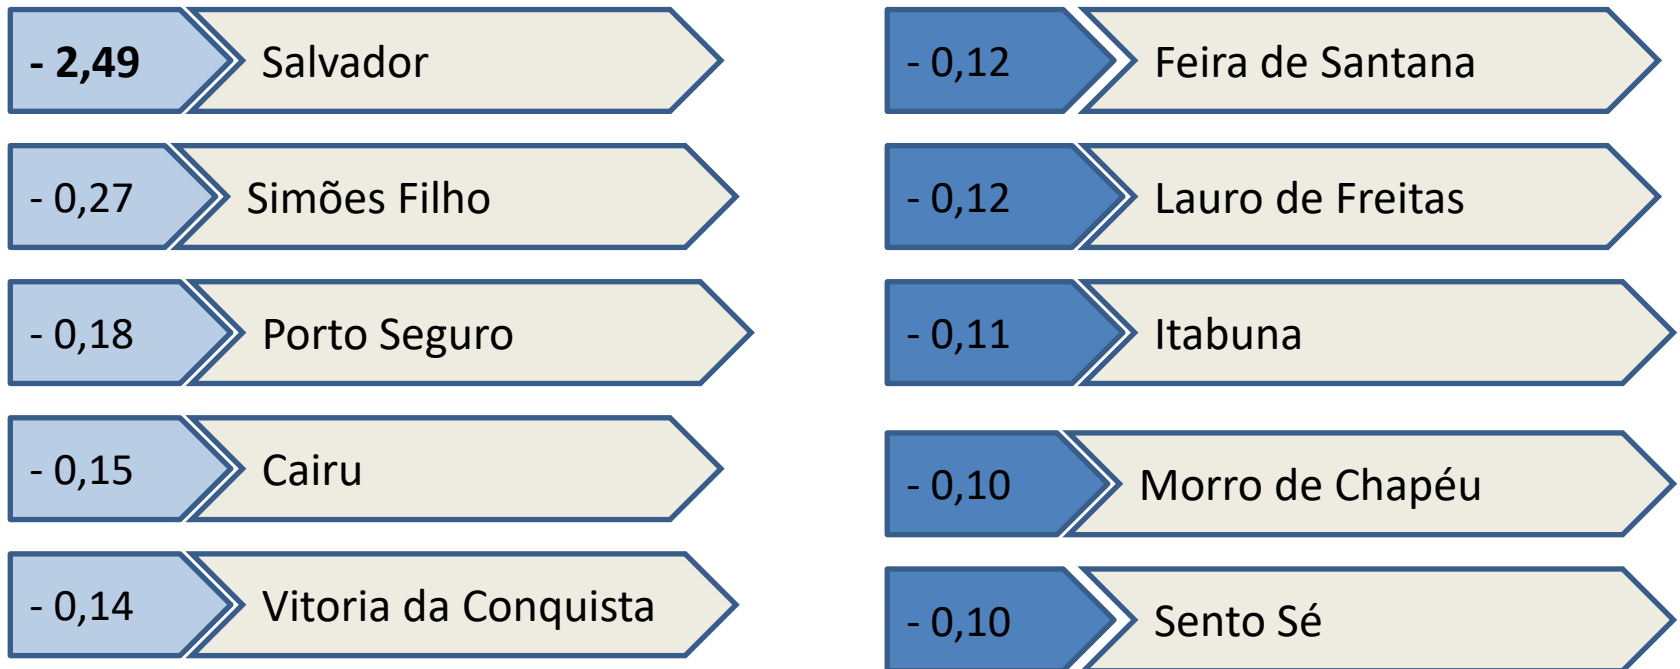 - 2,49 Salvador
- 0,27 Simões Filho
- 0,18 Porto Seguro
- 0,15 Cairu
- 0,14 Vitoria da Conquista
- 0,12 Feira de Santana
- 0,12 Lauro de Freitas
- 0,11 Itabuna
- 0,10 Morro de Chapéu
- 0,10 Sento Sé